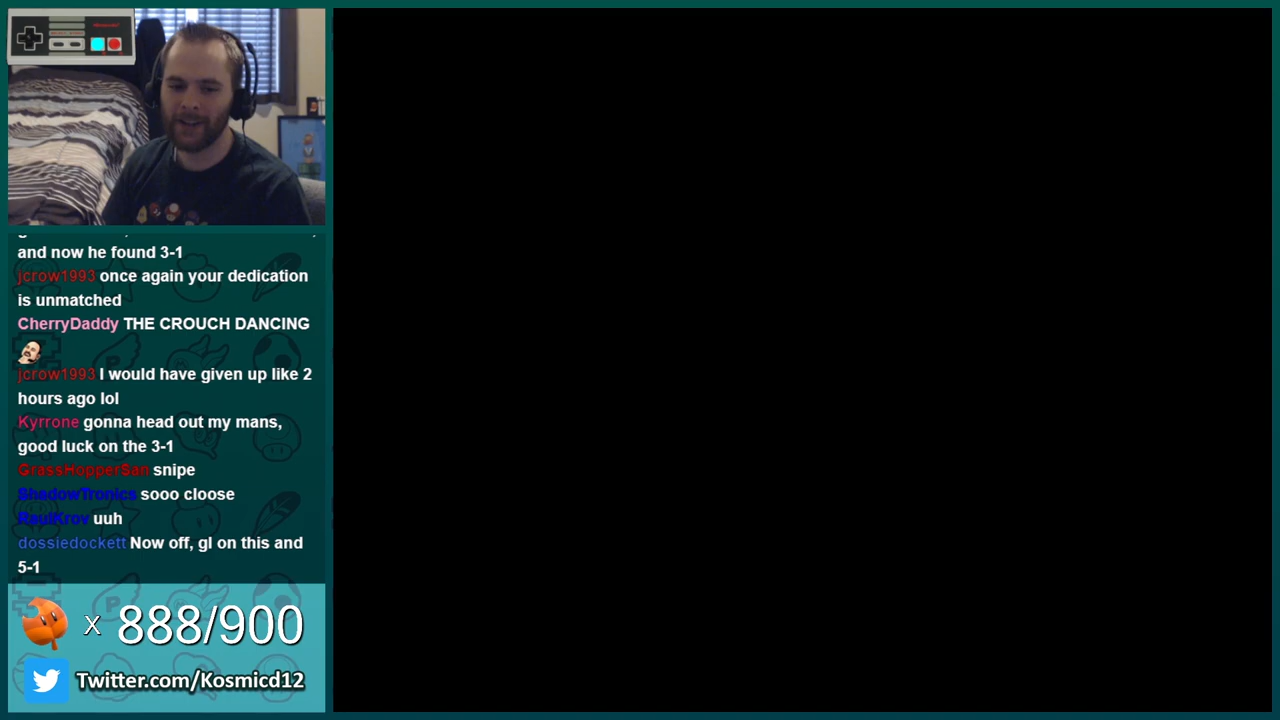 and now he found 3-1
jcrow1993 once again your dedication
is unmatched
CherryDaddy THE CROUCH DANCING
jcrow1993 I would have given up like 2
hours ago lol
Kyrrone gonna head out my mans,
good luck on the 3-1
GrassHopperSan snipe
ShadowTronics sooo cloose
RaulKrov uuh
dossiedockett Now off, gl on this and
5-1
x 888/900
Twitter.com/Kosmicd12